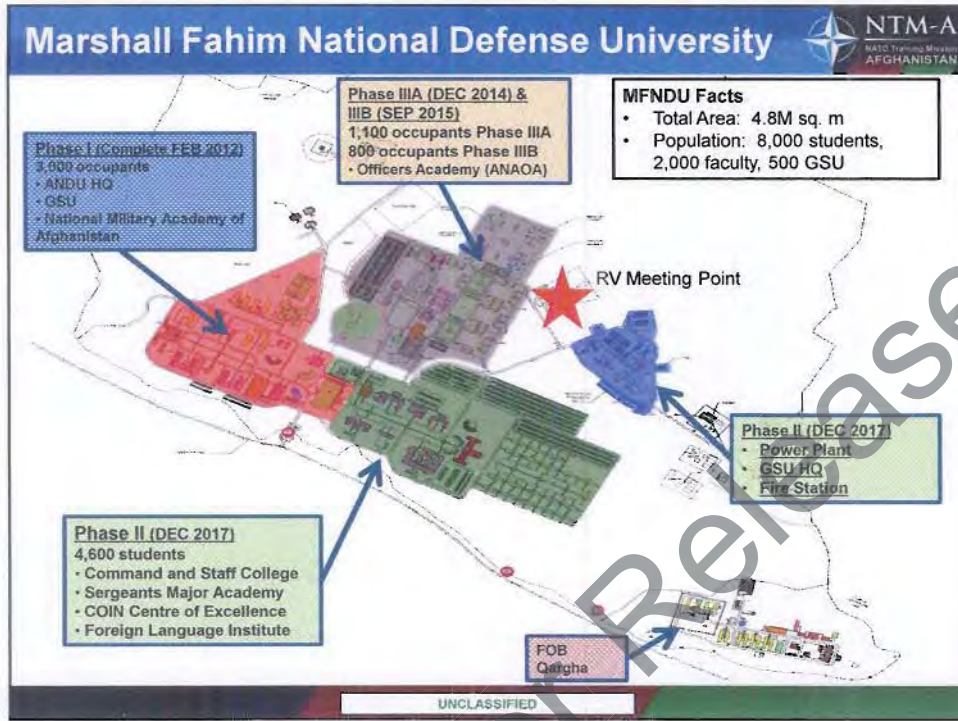 Marshall Fahim National Defense University
NTM-A
NATO Training Mission
AFGHANISTAN
Phase I (Complete FEB 2012)
3,000 occupants
• ANDU HQ
• GSU
• National Military Academy of
Afghanistan
Phase IIIA (DEC 2014) &
IIIB (SEP 2015)
1,100 occupants Phase IIIA
800 occupants Phase IIIB
• Officers Academy (ANAOA)
MFNDU Facts
• Total Area: 4.8M sq. m
• Population: 8,000 students,
2,000 faculty, 500 GSU
RV Meeting Point
Phase II (DEC 2017)
• Power Plant
• GSU HQ
• Fire Station
Phase II (DEC 2017)
4,600 students
• Command and Staff College
• Sergeants Major Academy
• COIN Centre of Excellence
• Foreign Language Institute
FOB
Qargha
UNCLASSIFIED
r Release